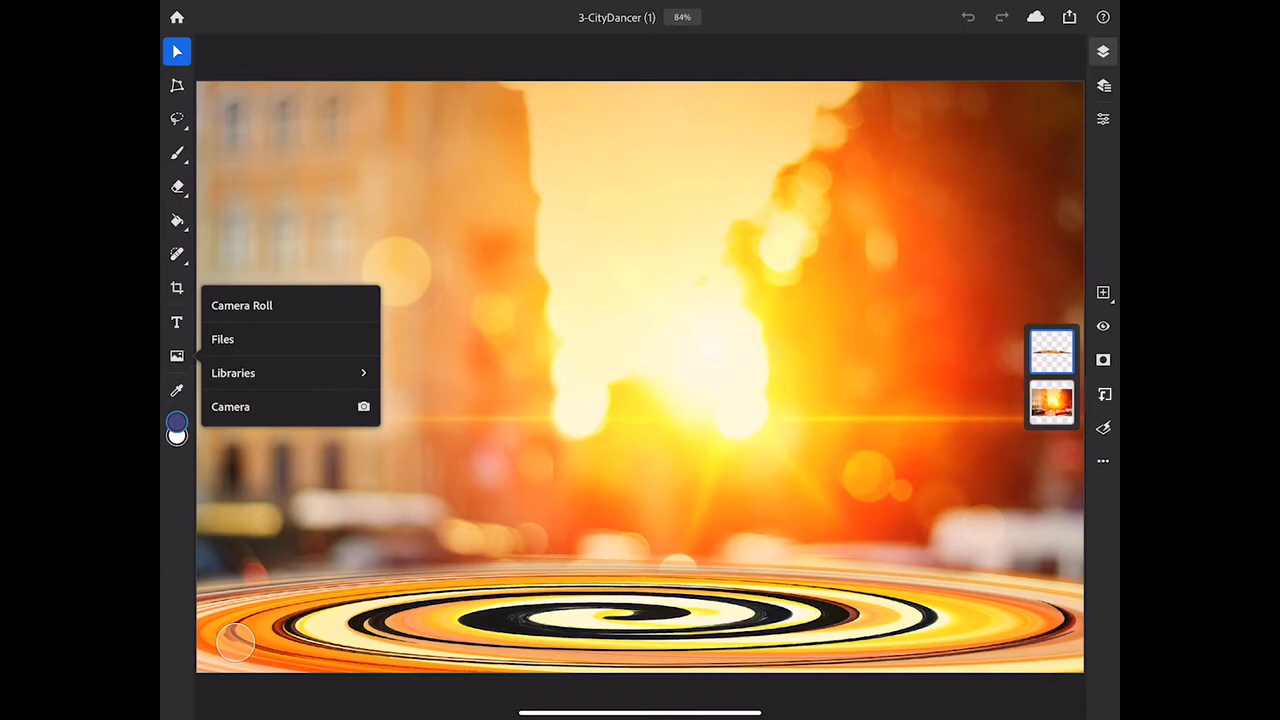 3-CityDancer (1) 84%
T
Camera Roll
Files
Libraries
Camera